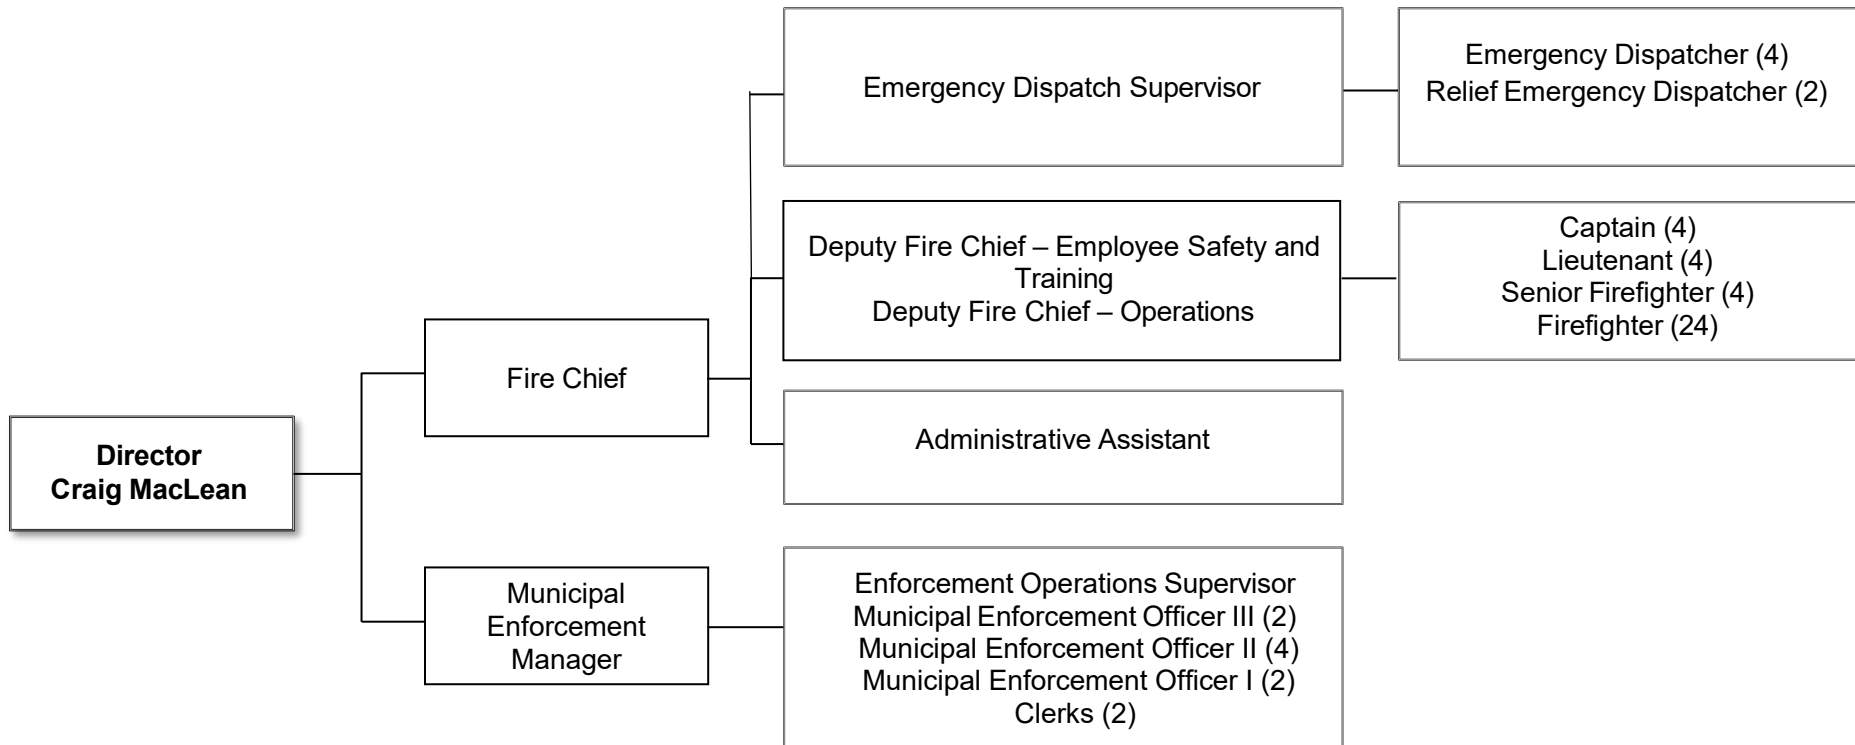 Director
Craig MacLean
Fire Chief
Municipal
Enforcement
Manager
Emergency Dispatch Supervisor
Deputy Fire Chief – Employee Safety and
Training
Deputy Fire Chief – Operations
Administrative Assistant
Enforcement Operations Supervisor
Municipal Enforcement Officer III (2)
Municipal Enforcement Officer II (4)
Municipal Enforcement Officer I (2)
Clerks (2)
Emergency Dispatcher (4)
Relief Emergency Dispatcher (2)
Captain (4)
Lieutenant (4)
Senior Firefighter (4)
Firefighter (24)